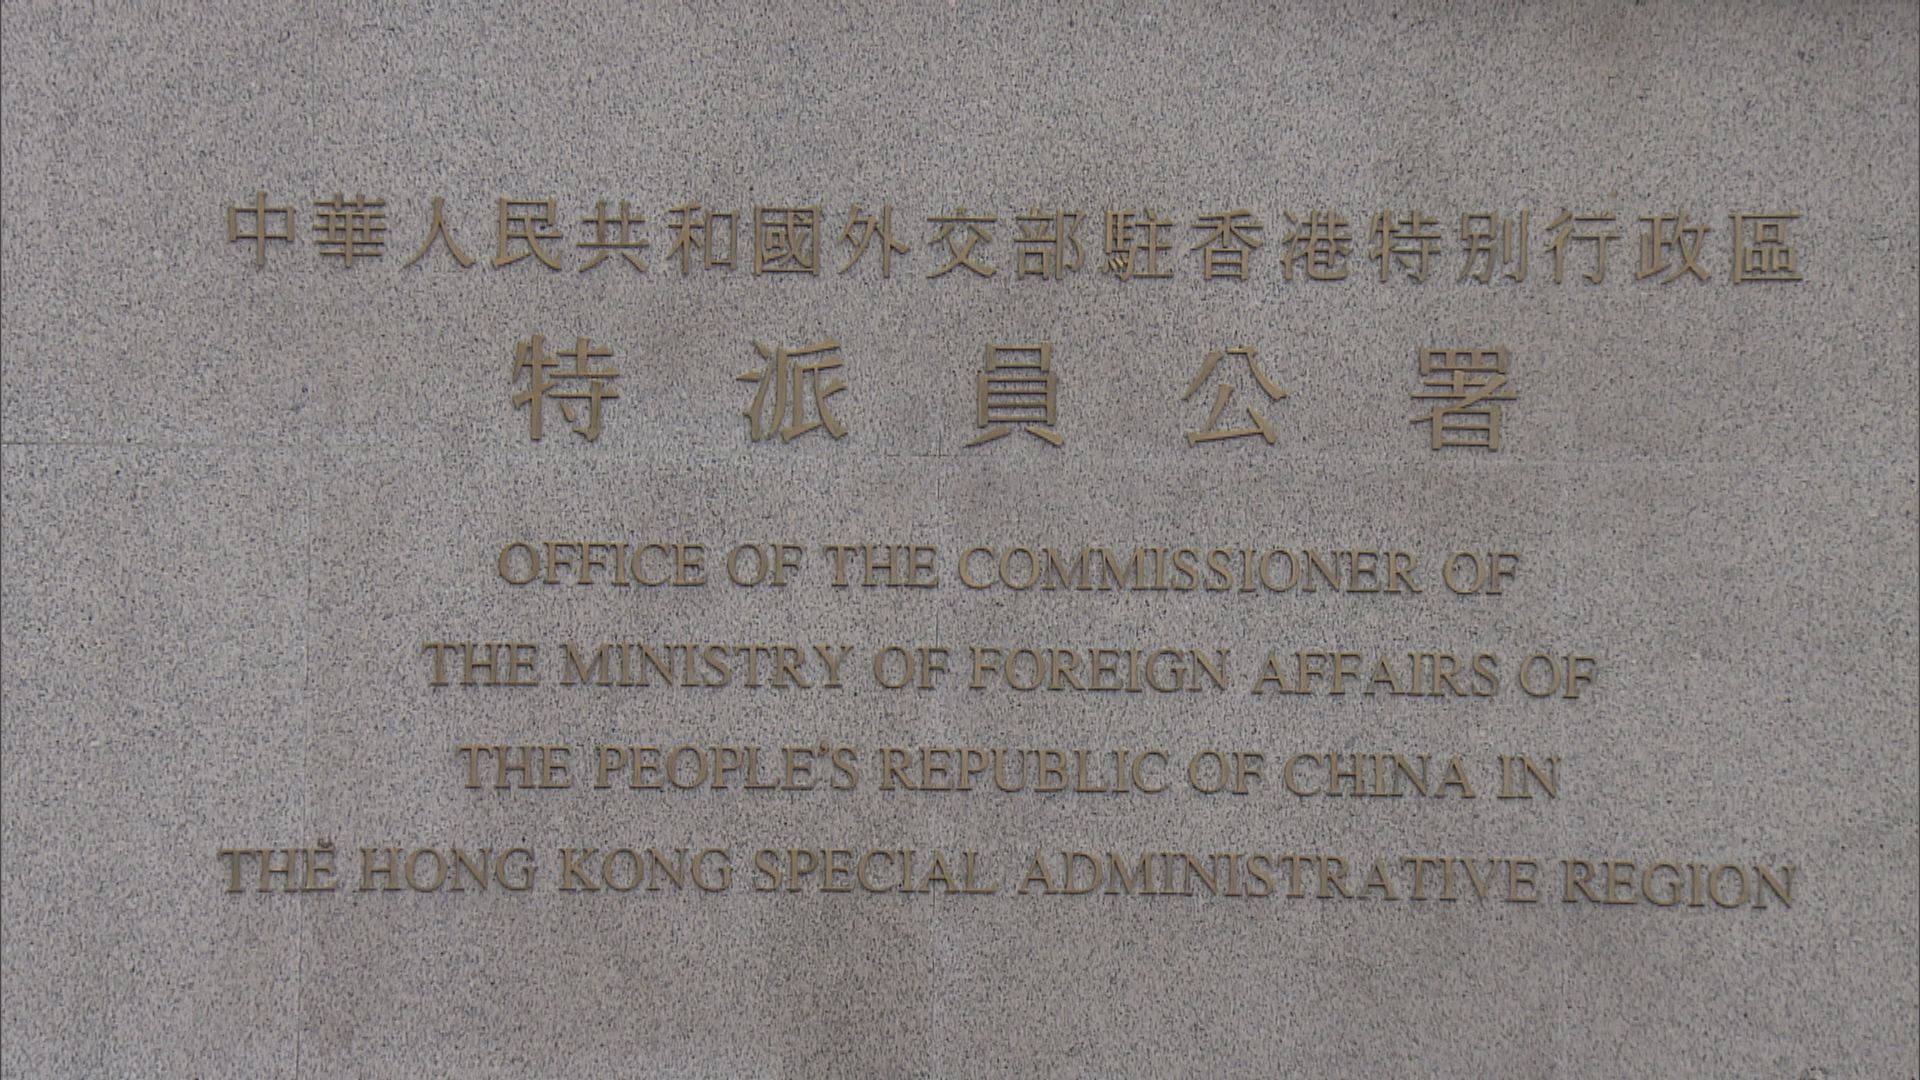 中華人民共和國外交部駐香港特別行政區
特派員公署
OFFICE OF THE COMMISSIONER OF
THE MINISTRY OF FOREIGN AFFAIRS OF
THE PEOPLE'S REPUBLIC OF CHINA IN
THE HONG KONG SPECIAL ADMINISTRATIVE REGION